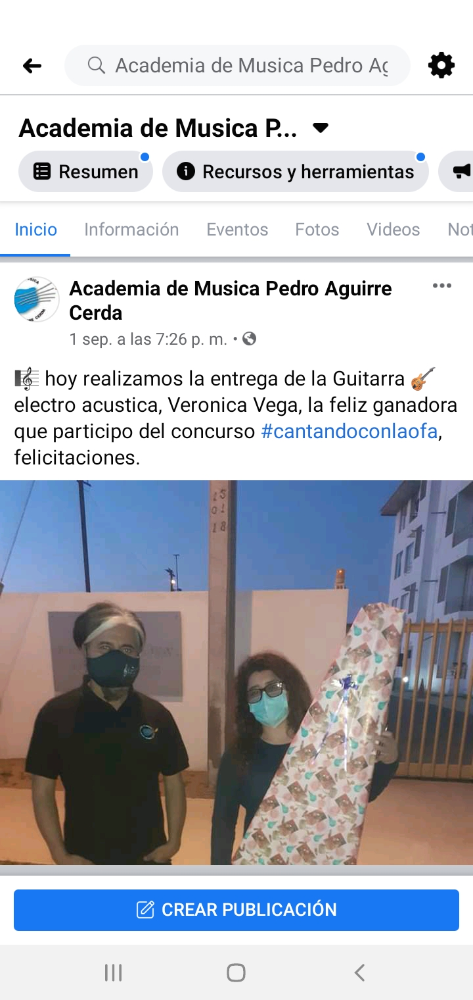 Academia de Musica Pedro Ag
Academia de Musica P...
Resumen
Recursos y herramientas
Inicio
Información
Eventos
Fotos
Videos
Not
Academia de Musica Pedro Aguirre
Cerda
1 sep. a las 7:26 p. m. •
🎼 hoy realizamos la entrega de la Guitarra 🎸
electro acustica, Veronica Vega, la feliz ganadora
que participo del concurso #cantandoconlaofa,
felicitaciones.
CREAR PUBLICACIÓN